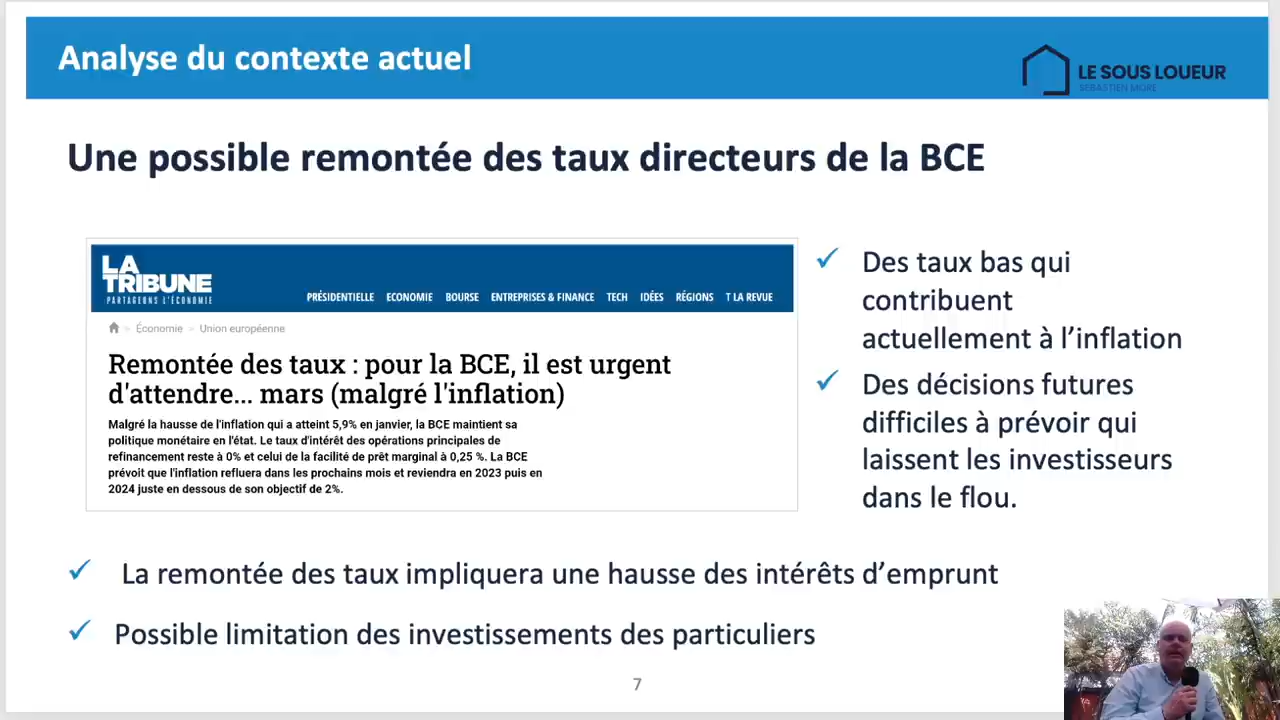 Analyse du contexte actuel
LE SOUS LOUEUR
SEBASTIEN MORE
Une possible remontée des taux directeurs de la BCE
LA
TRIBUNE
PARTAGEONS L'ÉCONOMIE
PRÉSIDENTIELLE ECONOMIE BOURSE ENTREPRISES & FINANCE TECH IDÉES RÉGIONS T LA REVUE
» Économie » Union européenne
Remontée des taux : pour la BCE, il est urgent
d'attendre... mars (malgré l'inflation)
Malgré la hausse de l'inflation qui a atteint 5,9% en janvier, la BCE maintient sa
politique monétaire en l'état. Le taux d'intérêt des opérations principales de
refinancement reste à 0% et celui de la facilité de prêt marginal à 0,25 %. La BCE
prévoit que l'inflation refluera dans les prochains mois et reviendra en 2023 puis en
2024 juste en dessous de son objectif de 2%.
✓ Des taux bas qui
contribuent
actuellement à l’inflation
✓ Des décisions futures
difficiles à prévoir qui
laissent les investisseurs
dans le flou.
✓ La remontée des taux impliquera une hausse des intérêts d’emprunt
✓ Possible limitation des investissements des particuliers
7